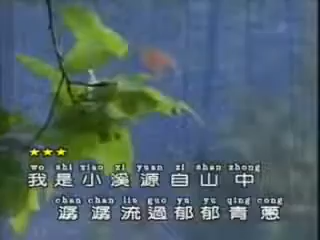 wo shi xiao xi yuan zi shan zhong
我是小溪源自山中
chan chan liu guo yu yu qing cong
潺潺流過郁郁青蔥